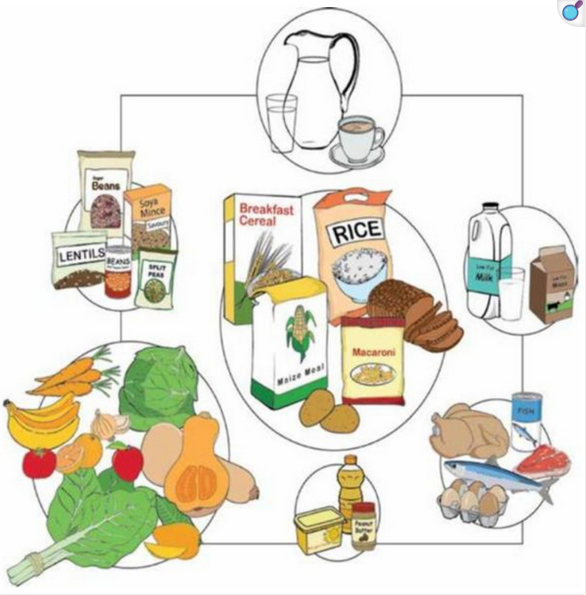 Beans
Soya
Mince
Savoury
LENTILS
BEANS
SPLIT
PEAS
Breakfast
Cereal
RICE
Maize Meal
Macaroni
Low Fat
Milk
FISH
Peanut
Butter